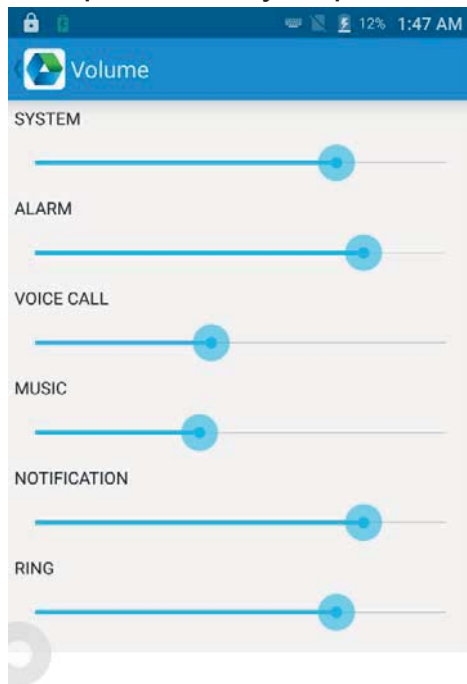 12% 1:47 AM
Volume
SYSTEM
ALARM
VOICE CALL
MUSIC
NOTIFICATION
RING